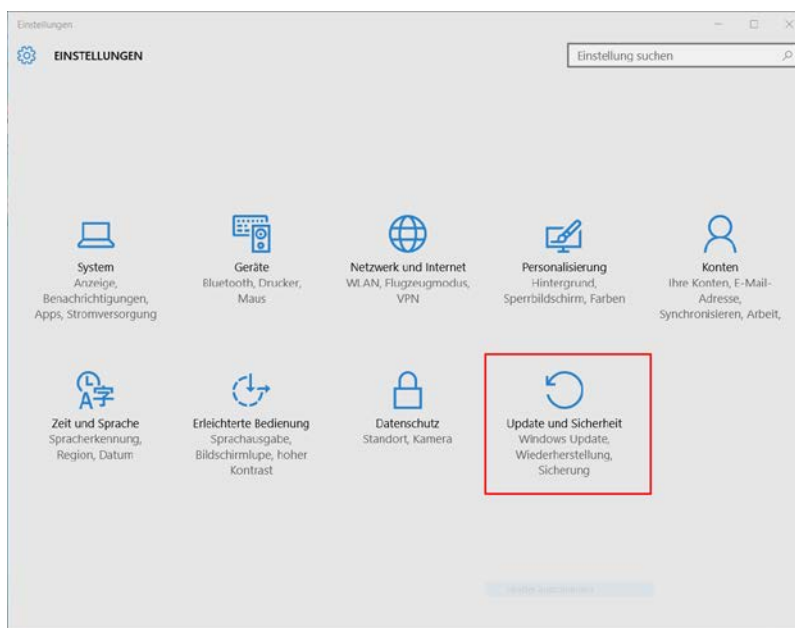 Einstellungen
EINSTELLUNGEN
Einstellung suchen
System
Anzeige,
Benachrichtigungen,
Apps, Stromversorgung
Geräte
Bluetooth, Drucker,
Maus
Netzwerk und Internet
WLAN, Flugzeugmodus,
VPN
Personalisierung
Hintergrund,
Sperrbildschirm, Farben
Konten
Ihre Konten, E-Mail-
Adresse,
Synchronisieren, Arbeit,
Zeit und Sprache
Spracherkennung,
Region, Datum
Erleichterte Bedienung
Sprachausgabe,
Bildschirmlupe, hoher
Kontrast
Datenschutz
Standort, Kamera
Update und Sicherheit
Windows Update,
Wiederherstellung,
Sicherung